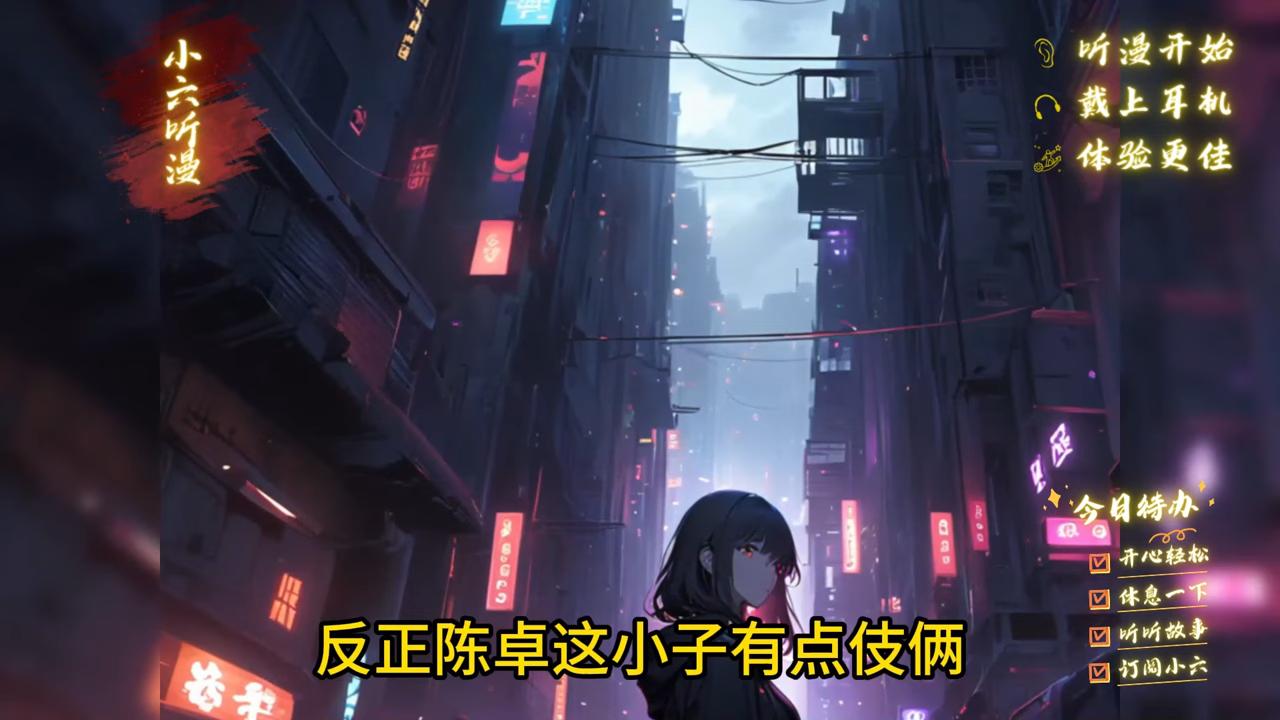 小六听漫
听漫开始
戴上耳机
体验更佳
今日待办
开心轻松
休息一下
听听故事
订阅小六
反正陈卓这小子有点伎俩